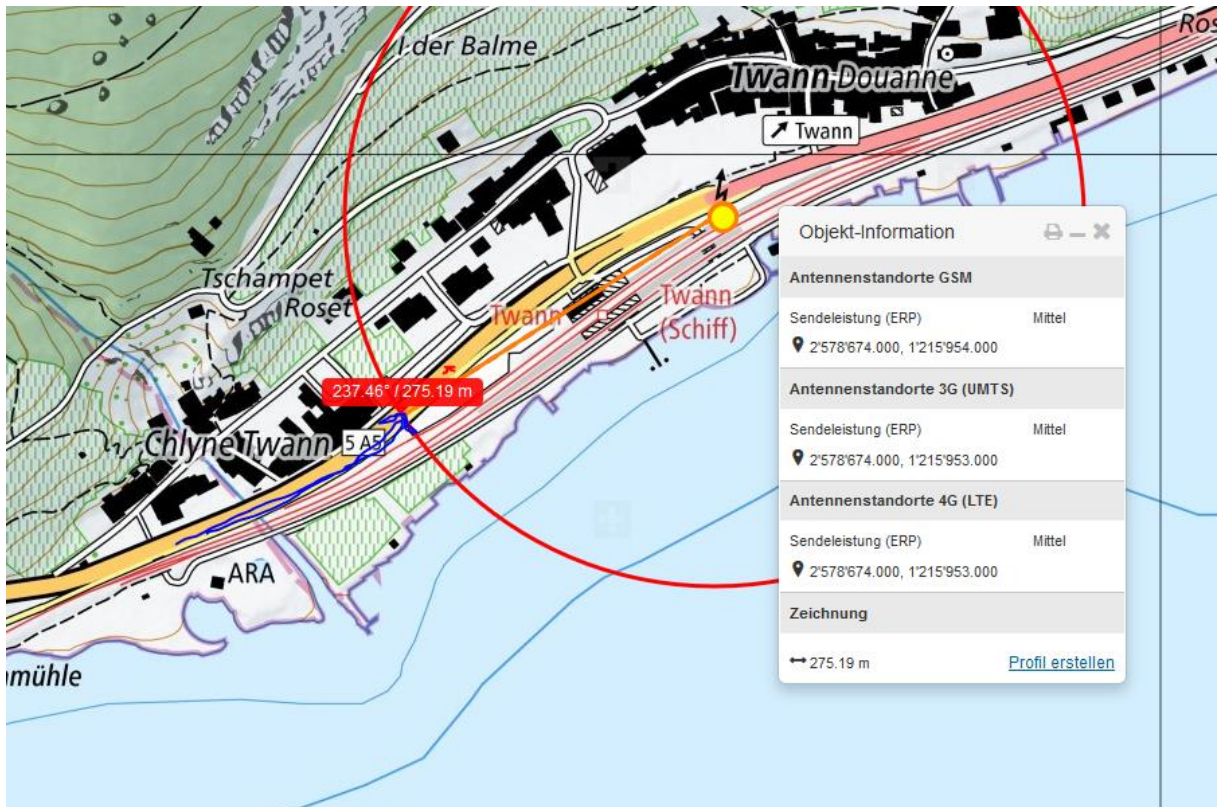 I der Balme
Ros
Twann Douanne
Twann
Tschampet
Roset
Twann
Twann
(Schiff)
237.46° / 275.19 m
Chlyne Twann
5 A5
ARA
mühle
Objekt-Information
Antennenstandorte GSM
Sendeleistung (ERP) Mittel
2'578'674.000, 1'215'954.000
Antennenstandorte 3G (UMTS)
Sendeleistung (ERP) Mittel
2'578'674.000, 1'215'953.000
Antennenstandorte 4G (LTE)
Sendeleistung (ERP) Mittel
2'578'674.000, 1'215'953.000
Zeichnung
275.19 m Profil erstellen